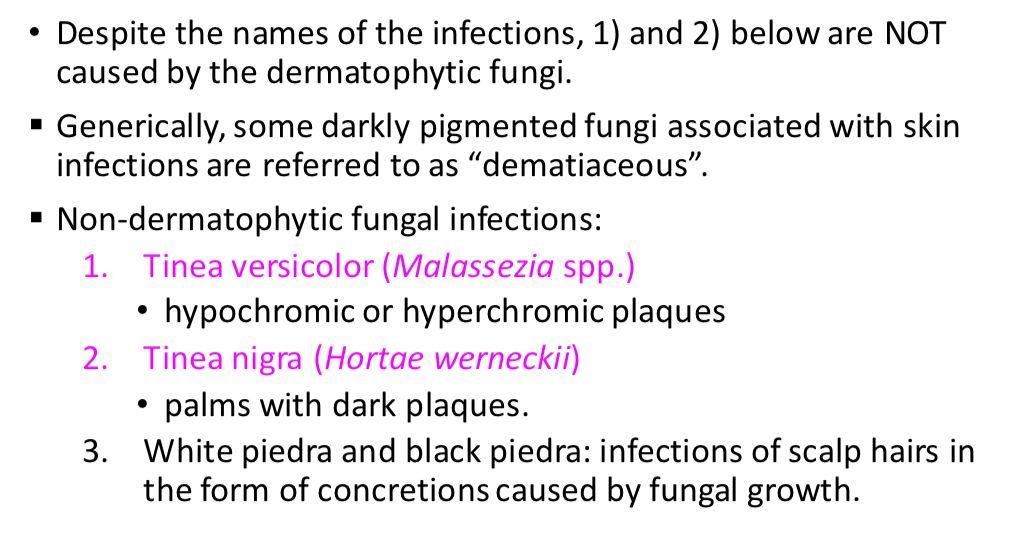 • Despite the names of the infections, 1) and 2) below are NOT
caused by the dermatophytic fungi.
▪ Generically, some darkly pigmented fungi associated with skin
infections are referred to as “dematiaceous”.
▪ Non-dermatophytic fungal infections:
1. Tinea versicolor (Malassezia spp.)
• hypochromic or hyperchromic plaques
2. Tinea nigra (Hortae werneckii)
• palms with dark plaques.
3. White piedra and black piedra: infections of scalp hairs in
the form of concretions caused by fungal growth.